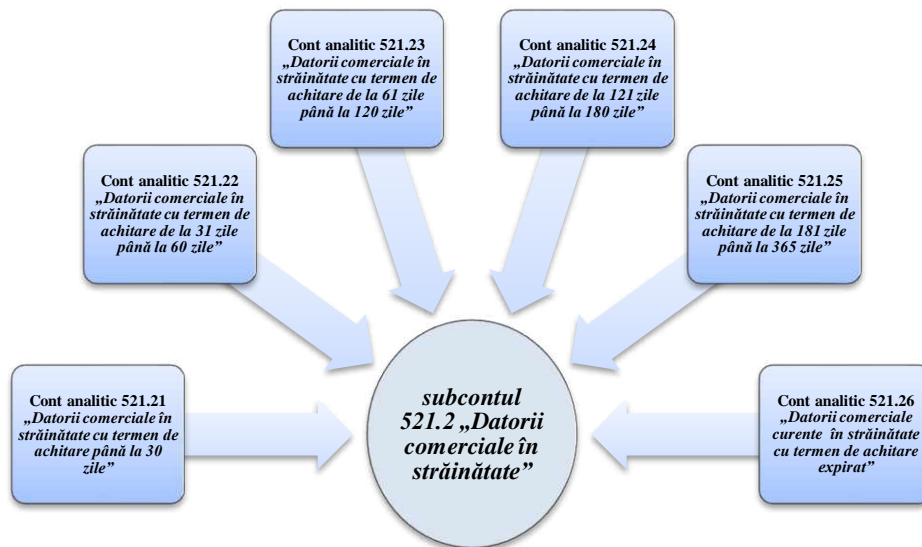 Cont analitic 521.23
„Datorii comerciale în
străinătate cu termen de
achitare de la 61 zile
până la 120 zile”
Cont analitic 521.24
„Datorii comerciale în
străinătate cu termen de
achitare de la 121 zile
până la 180 zile”
Cont analitic 521.22
„Datorii comerciale în
străinătate cu termen de
achitare de la 31 zile
până la 60 zile”
Cont analitic 521.25
„Datorii comerciale în
străinătate cu termen de
achitare de la 181 zile
până la 365 zile”
Cont analitic 521.21
„Datorii comerciale în
străinătate cu termen de
achitare până la 30
zile”
subcontul
521.2 „Datorii
comerciale în
străinătate”
Cont analitic 521.26
„Datorii comerciale
curente în străinătate
cu termen de achitare
expirat”